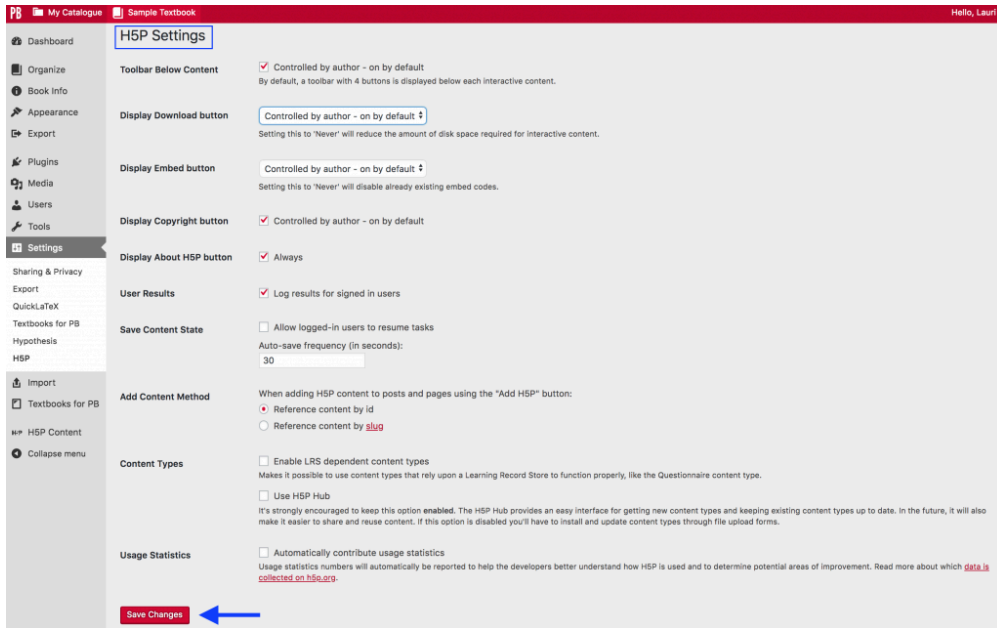 PB My Catalogue Sample Textbook Hello, Lauri
Dashboard
Organize
Book Info
Appearance
Export
Plugins
Media
Users
Tools
Settings
Sharing & Privacy
Export
QuickLaTeX
Textbooks for PB
Hypothesis
H5P
Import
Textbooks for PB
H5P H5P Content
Collapse menu
H5P Settings
Toolbar Below Content
Controlled by author - on by default
By default, a toolbar with 4 buttons is displayed below each interactive content.
Display Download button
Controlled by author - on by default
Setting this to 'Never' will reduce the amount of disk space required for interactive content.
Display Embed button
Controlled by author - on by default
Setting this to 'Never' will disable already existing embed codes.
Display Copyright button
Controlled by author - on by default
Display About H5P button
Always
User Results
Log results for signed in users
Save Content State
Allow logged-in users to resume tasks
Auto-save frequency (in seconds):
30
Add Content Method
When adding H5P content to posts and pages using the "Add H5P" button:
Reference content by id
Reference content by slug
Content Types
Enable LRS dependent content types
Makes it possible to use content types that rely upon a Learning Record Store to function properly, like the Questionnaire content type.
Use H5P Hub
It's strongly encouraged to keep this option enabled. The H5P Hub provides an easy interface for getting new content types and keeping existing content types up to date. In the future, it will also
make it easier to share and reuse content. If this option is disabled you'll have to install and update content types through file upload forms.
Usage Statistics
Automatically contribute usage statistics
Usage statistics numbers will automatically be reported to help the developers better understand how H5P is used and to determine potential areas of improvement. Read more about which data is
collected on h5p.org.
Save Changes